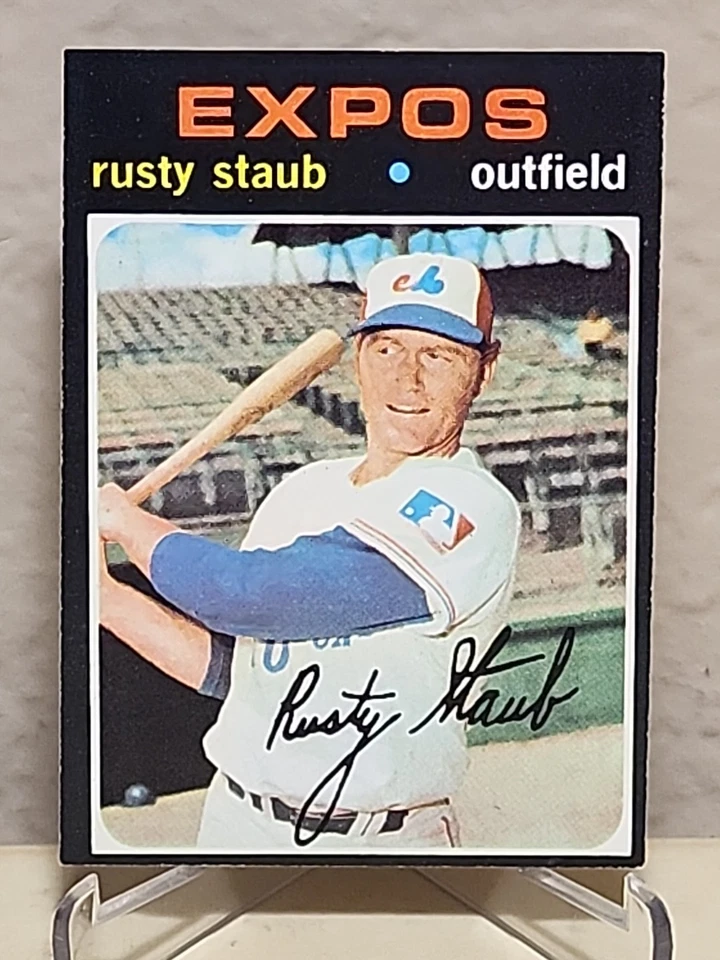 EXPOS
rusty staub • outfield
Rusty Staub